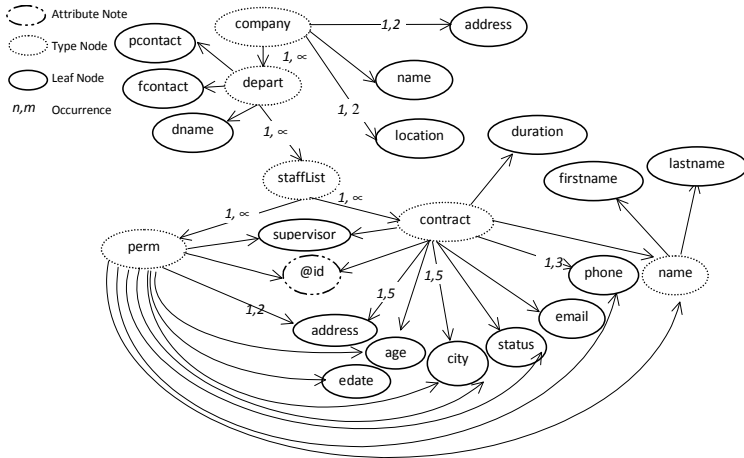 Attribute Note
Type Node
Leaf Node
n,m Occurrence
company
1,2
address
pcontact
1, ∝
name
fcontact
depart
1, 2
location
dname
1, ∝
duration
lastname
firstname
staffList
1, ∝
1, ∝
contract
perm
supervisor
@id
1,3
phone
name
1,2
1,5
1,5
address
email
status
age
city
edate